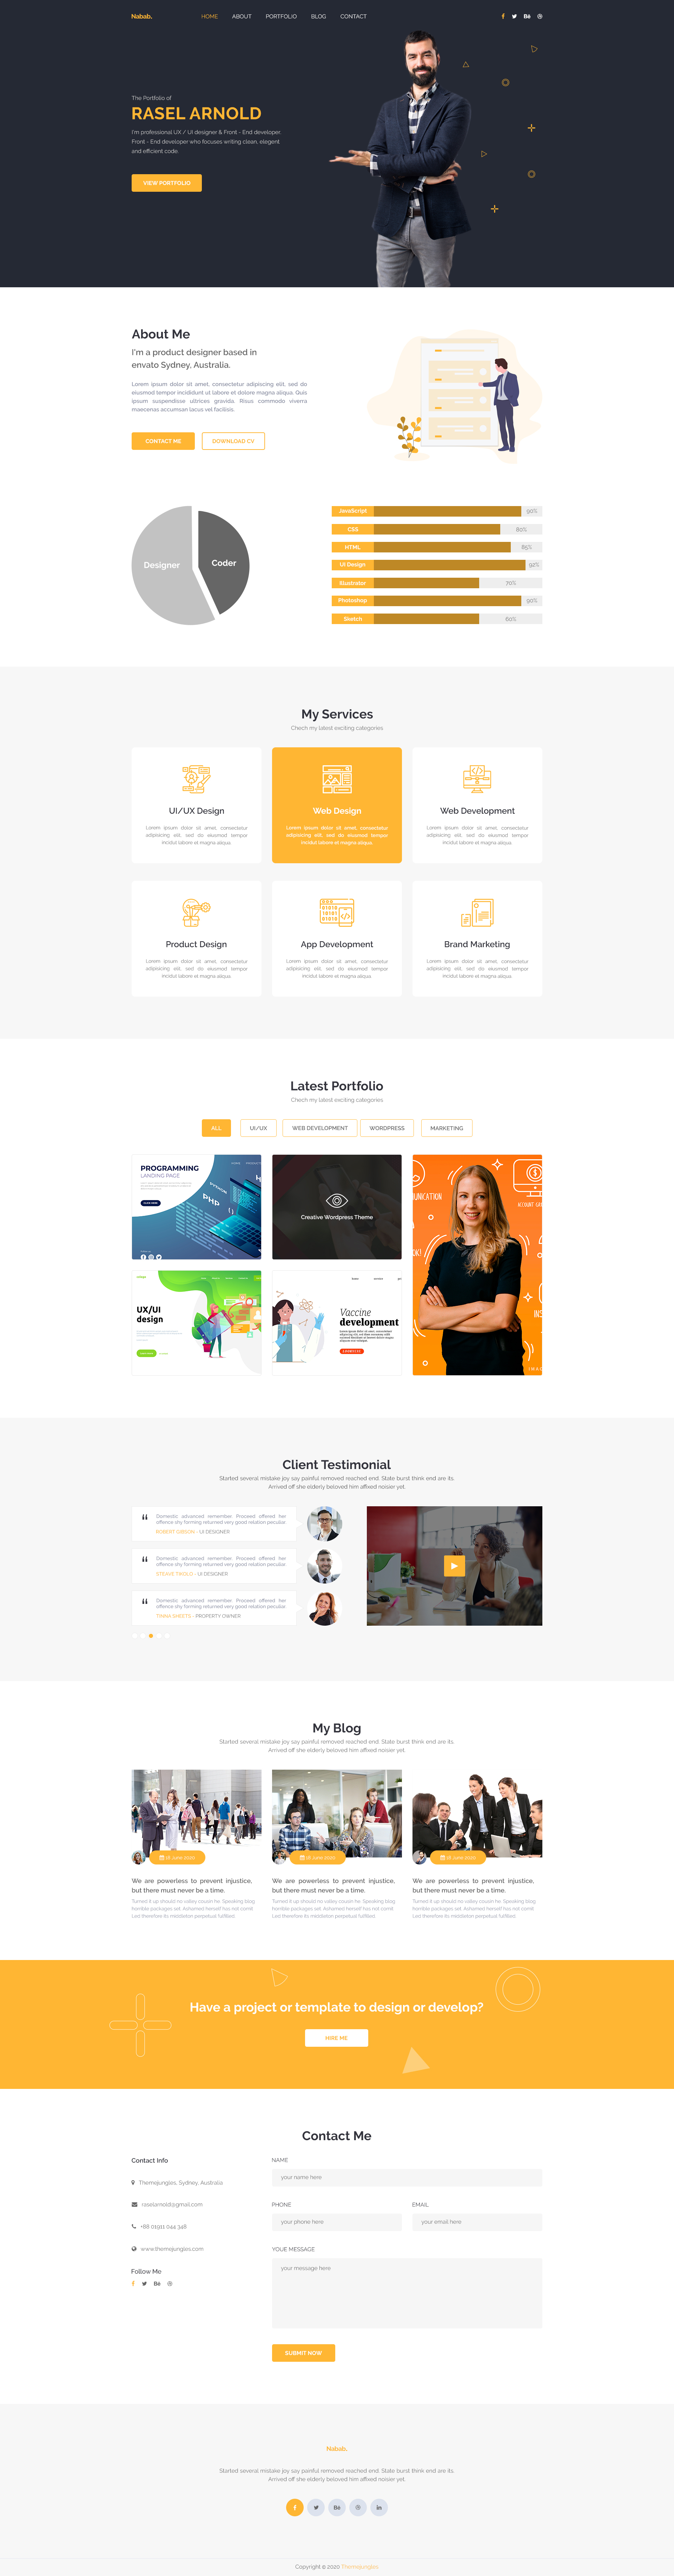 Nabab.
HOME ABOUT PORTFOLIO BLOG CONTACT
The Portfolio of
RASEL ARNOLD
I'm professional UX / UI designer & Front - End developer.
Front - End developer who focuses writing clean, elegent
and efficient code.
VIEW PORTFOLIO
About Me
I'm a product designer based in
envato Sydney, Australia.
Lorem ipsum dolor sit amet, consectetur adipiscing elit, sed do
eiusmod tempor incididunt ut labore et dolore magna aliqua. Quis
ipsum suspendisse ultrices gravida. Risus commodo viverra
maecenas accumsan lacus vel facilisis.
CONTACT ME
DOWNLOAD CV
Designer
Coder
JavaScript 90%
CSS 80%
HTML 85%
UI Design 92%
Illustrator 70%
Photoshop 90%
Sketch 60%
My Services
Chech my latest exciting categories
UI/UX Design
Lorem ipsum dolor sit amet, consectetur
adipisicing elit, sed do eiusmod tempor
incidut labore et magna aliqua.
Web Design
Lorem ipsum dolor sit amet, consectetur
adipisicing elit, sed do eiusmod tempor
incidut labore et magna aliqua.
Web Development
Lorem ipsum dolor sit amet, consectetur
adipisicing elit, sed do eiusmod tempor
incidut labore et magna aliqua.
Product Design
Lorem ipsum dolor sit amet, consectetur
adipisicing elit, sed do eiusmod tempor
incidut labore et magna aliqua.
App Development
Lorem ipsum dolor sit amet, consectetur
adipisicing elit, sed do eiusmod tempor
incidut labore et magna aliqua.
Brand Marketing
Lorem ipsum dolor sit amet, consectetur
adipisicing elit, sed do eiusmod tempor
incidut labore et magna aliqua.
Latest Portfolio
Chech my latest exciting categories
ALL
UI/UX
WEB DEVELOPMENT
WORDPRESS
MARKETING
PROGRAMMING
LANDING PAGE
PYTHON
PHP
Creative Wordpress Theme
UX/UI
design
Vaccine
development
Client Testimonial
Started several mistake joy say painful removed reached end. State burst think end are its.
Arrived off she elderly beloved him affixed noisier yet.
Domestic advanced remember. Proceed offered her
offence shy forming returned very good relation peculiar.
ROBERT GIBSON - UI DESIGNER
Domestic advanced remember. Proceed offered her
offence shy forming returned very good relation peculiar.
- UI DESIGNER
Domestic advanced remember. Proceed offered her
offence shy forming returned very good relation peculiar.
- PROPERTY OWNER
My Blog
Started several mistake joy say painful removed reached end. State burst think end are its.
Arrived off she elderly beloved him affixed noisier yet.
June 2020
We are powerless to prevent injustice,
but there must never be a time.
Turned it up should no valley cousin he. Speaking blog
horrible packages set. Ashamed herself has not
Led therefore its middleton perpetual fulfilled.
June 2020
We are powerless to prevent injustice,
but there must never be a time.
Turned it up should no valley cousin he. Speaking blog
horrible packages set. Ashamed herself has not
Led therefore its middleton perpetual fulfilled.
June 2020
We are powerless to prevent injustice,
but there must never be a time.
Turned it up should no valley cousin he. Speaking blog
horrible packages set. Ashamed herself has not
Led therefore its middleton perpetual fulfilled.
Have a project or template to design or develop?
HIRE ME
Contact Me
Contact Info
Themejungles, Sydney, Australia
raselarnold@gmail.com
+88 01911 044 348
www.themejungles.com
Follow Me
NAME
your name here
PHONE
your phone here
EMAIL
your email here
YOUE MESSAGE
your message here
SUBMIT NOW
Nabab.
Started several mistake joy say painful removed reached end. State burst think end are its.
Arrived off she elderly beloved him affixed noisier yet.
Copyright @ 2020 Themejungles